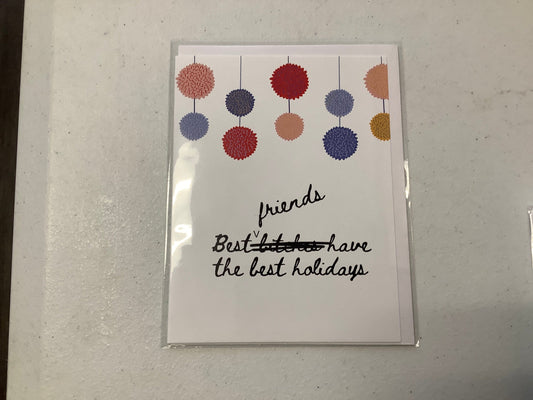 friends
Best bitches have
the best holidays